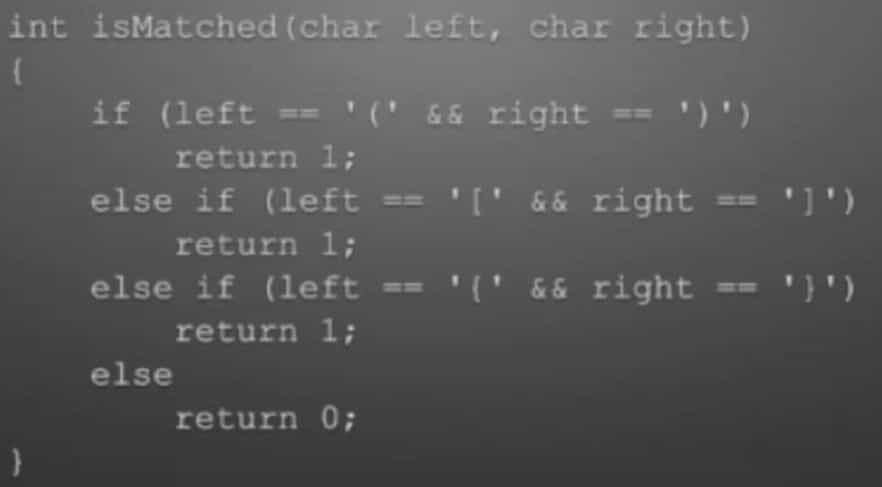 int isMatched(char left, char right)
{
    if (left == '(' && right == ')')
        return 1;
    else if (left == '[' && right == ']')
        return 1;
    else if (left == '{' && right == '}')
        return 1;
    else
        return 0;
}